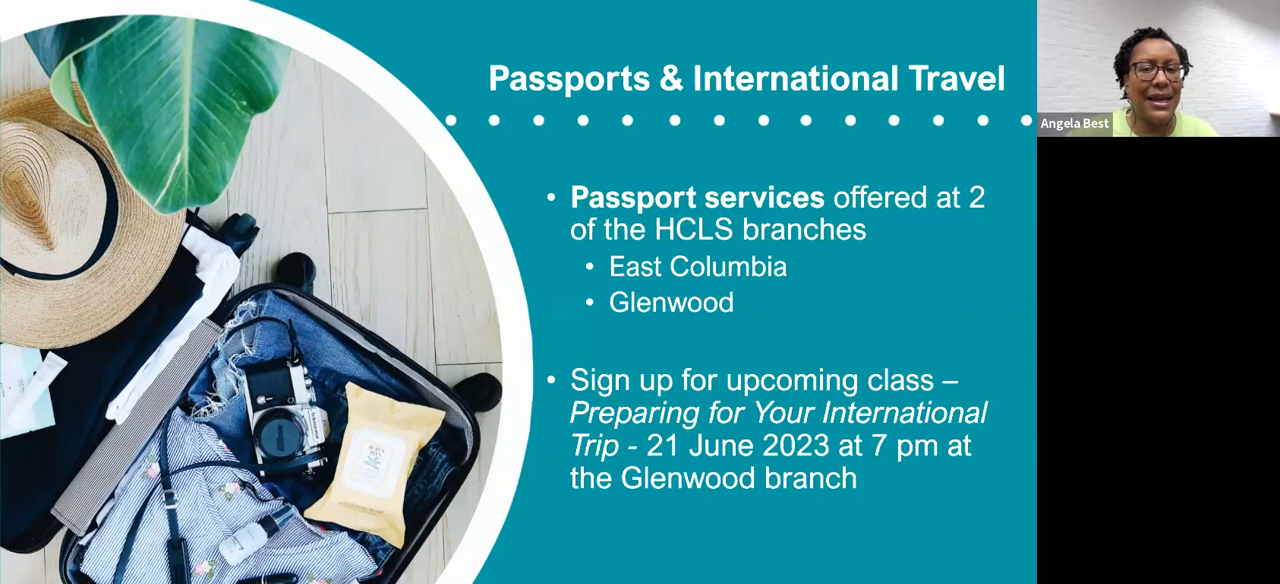 Passports & International Travel
Angela Best
• Passport services offered at 2
of the HCLS branches
• East Columbia
• Glenwood
• Sign up for upcoming class –
Preparing for Your International
Trip - 21 June 2023 at 7 pm at
the Glenwood branch